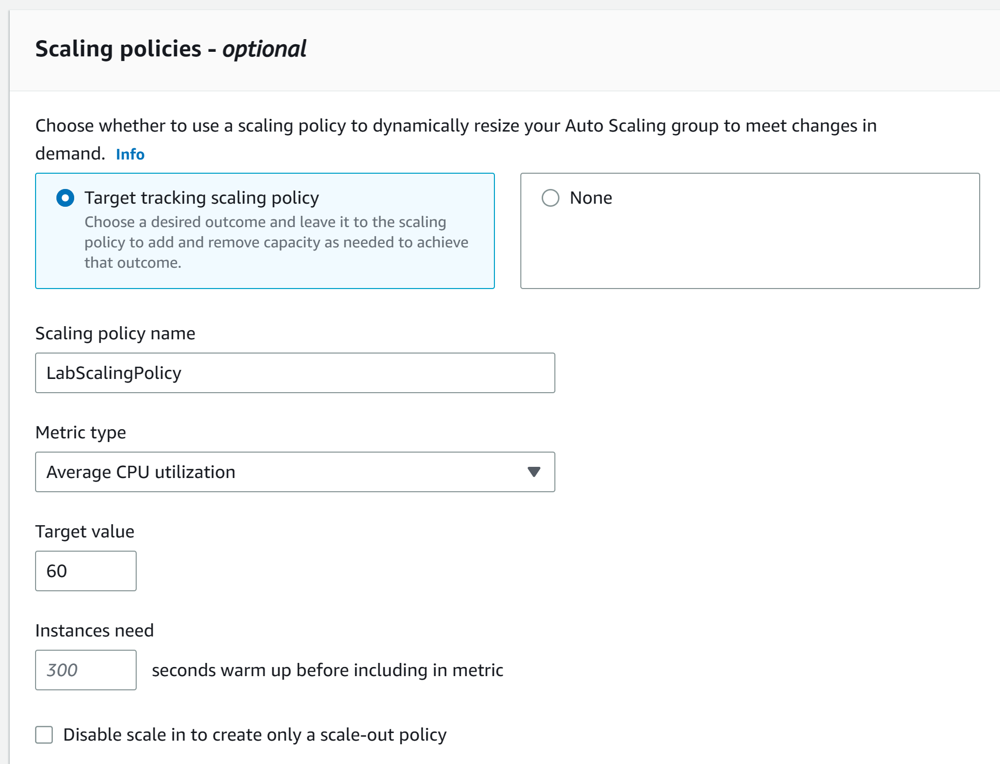 Scaling policies - optional
Choose whether to use a scaling policy to dynamically resize your Auto Scaling group to meet changes in
demand. Info
Target tracking scaling policy
Choose a desired outcome and leave it to the scaling
policy to add and remove capacity as needed to achieve
that outcome.
None
Scaling policy name
LabScalingPolicy
Metric type
Average CPU utilization
Target value
60
Instances need
300 seconds warm up before including in metric
Disable scale in to create only a scale-out policy